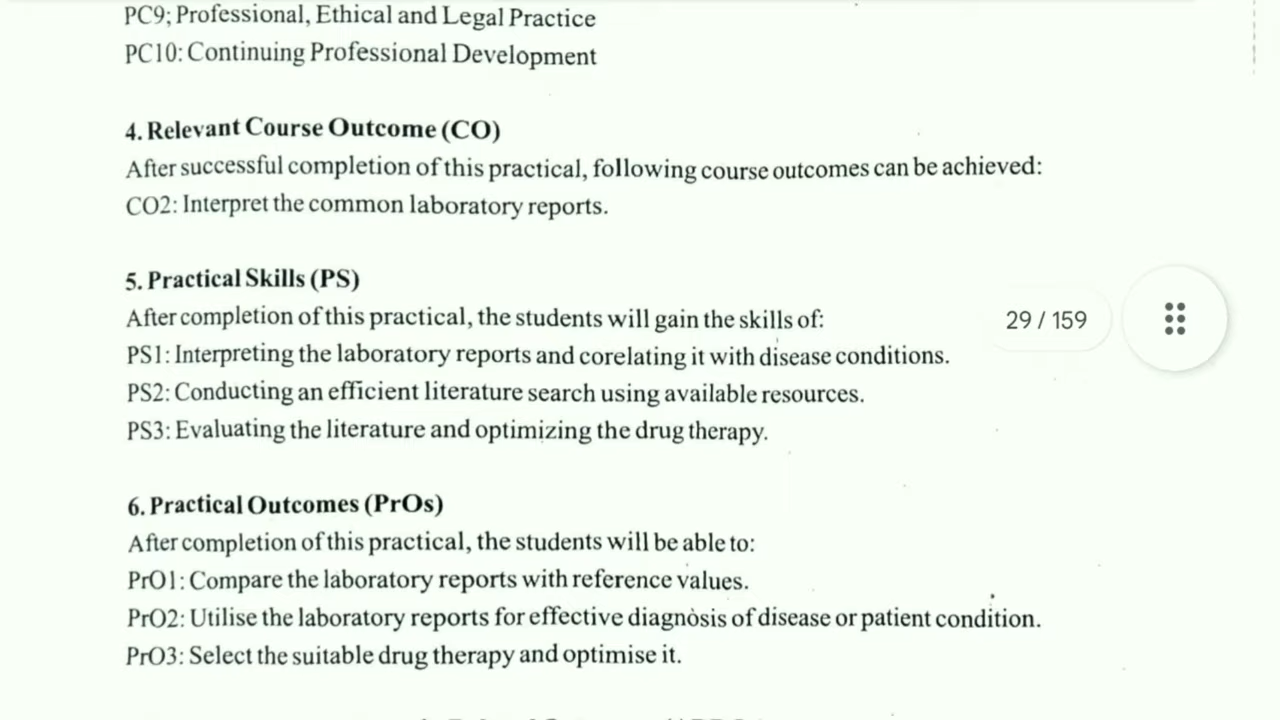 PC9; Professional, Ethical and Legal Practice
PC10: Continuing Professional Development
4. Relevant Course Outcome (CO)
After successful completion of this practical, following course outcomes can be achieved:
CO2: Interpret the common laboratory reports.
5. Practical Skills (PS)
After completion of this practical, the students will gain the skills of:
29 / 159
PS1: Interpreting the laboratory reports and corelating it with disease conditions.
PS2: Conducting an efficient literature search using available resources.
PS3: Evaluating the literature and optimizing the drug therapy.
6. Practical Outcomes (PrOs)
After completion of this practical, the students will be able to:
PrO1: Compare the laboratory reports with reference values.
PrO2: Utilise the laboratory reports for effective diagnosis of disease or patient condition.
PrO3: Select the suitable drug therapy and optimise it.